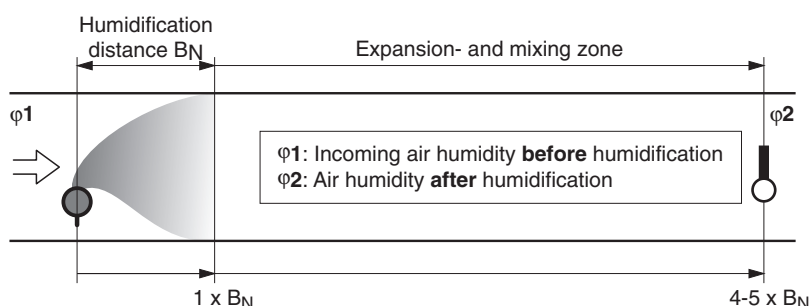 Humidification
distance BN
Expansion- and mixing zone
φ1
φ2
φ1: Incoming air humidity before humidification
φ2: Air humidity after humidification
1 x BN
4-5 x BN